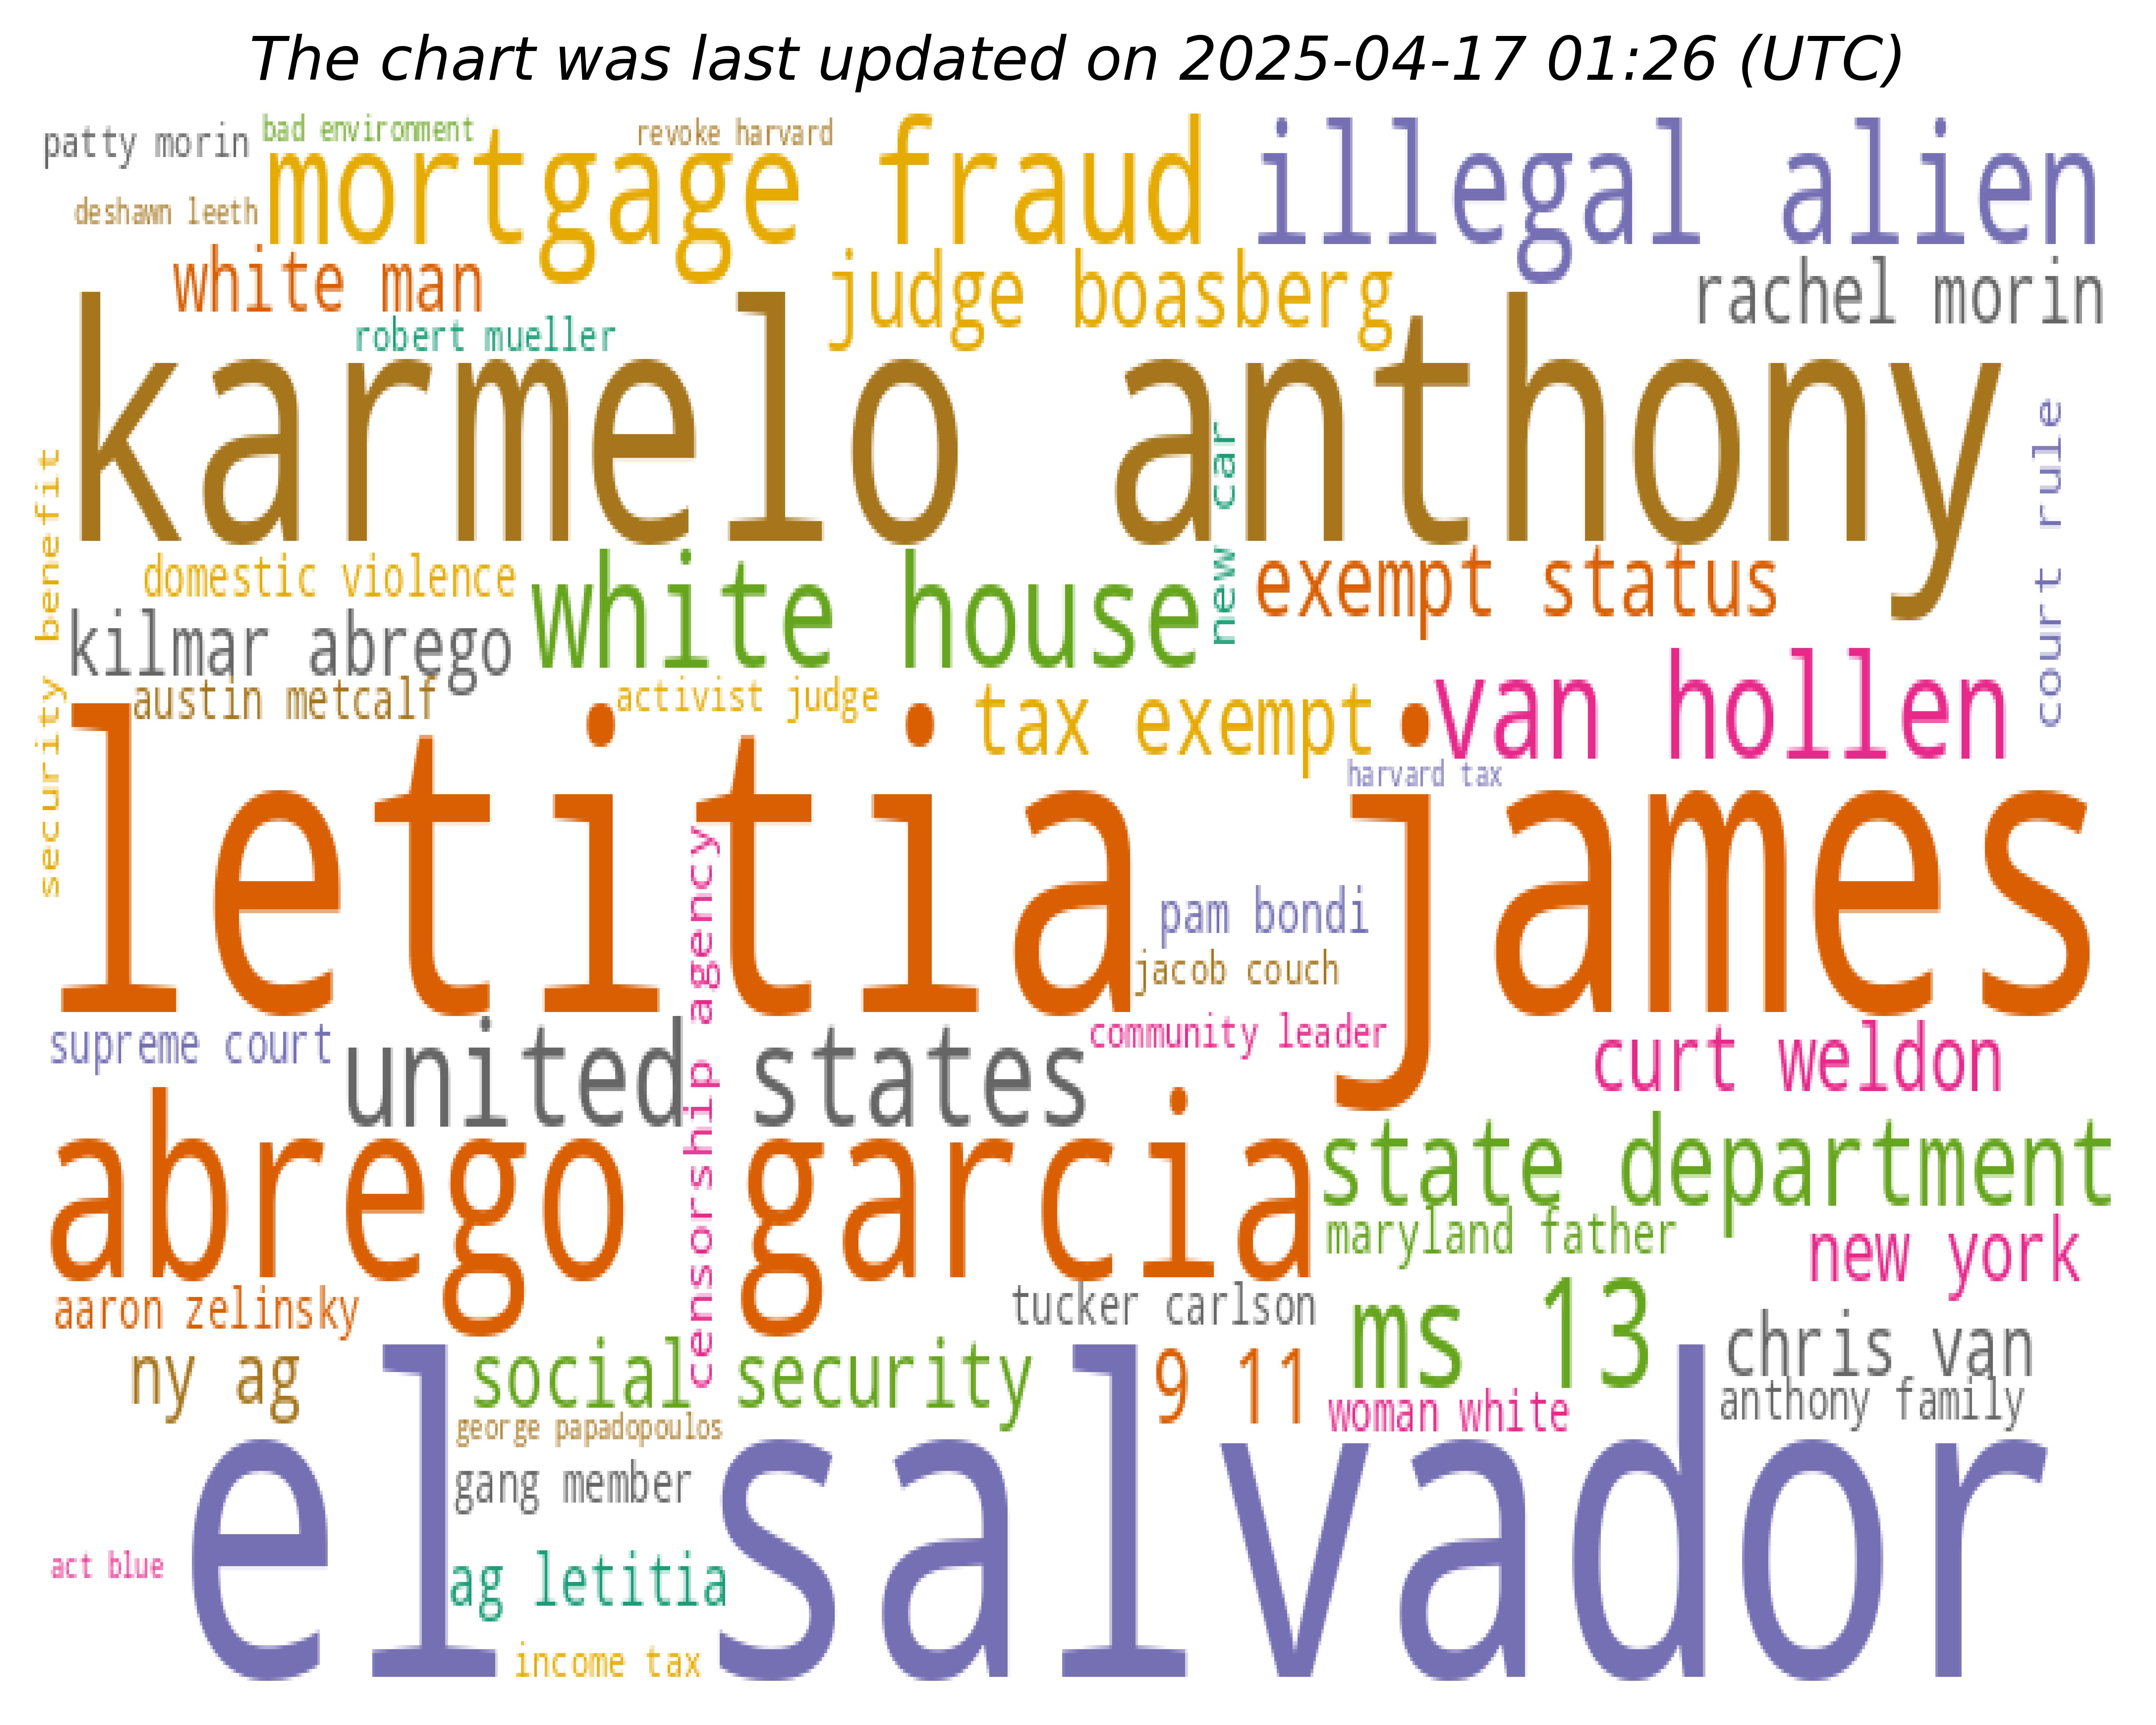 The chart was last updated on 2025-04-17 01:26 (UTC)
patty morin
bad environment
revoke harvard
mortgage fraud
illegal alien
deshawn leeth
white man
judge boasberg
rachel morin
robert mueller
karmelo anthony
new car
court rule
security benefit
domestic violence
white house
exempt status
kilmar abrego
austin metcalf
activist judge
tax exempt
van hollen
harvard tax
letitia james
censorship agency
pam bondi
jacob couch
supreme court
united states
community leader
curt weldon
abrego garcia
state department
maryland father
new york
aaron zelinsky
tucker carlson
ms 13
chris van
ny ag
social security
9 11
woman white
anthony family
george papadopoulos
el salvador
gang member
act blue
ag letitia
income tax